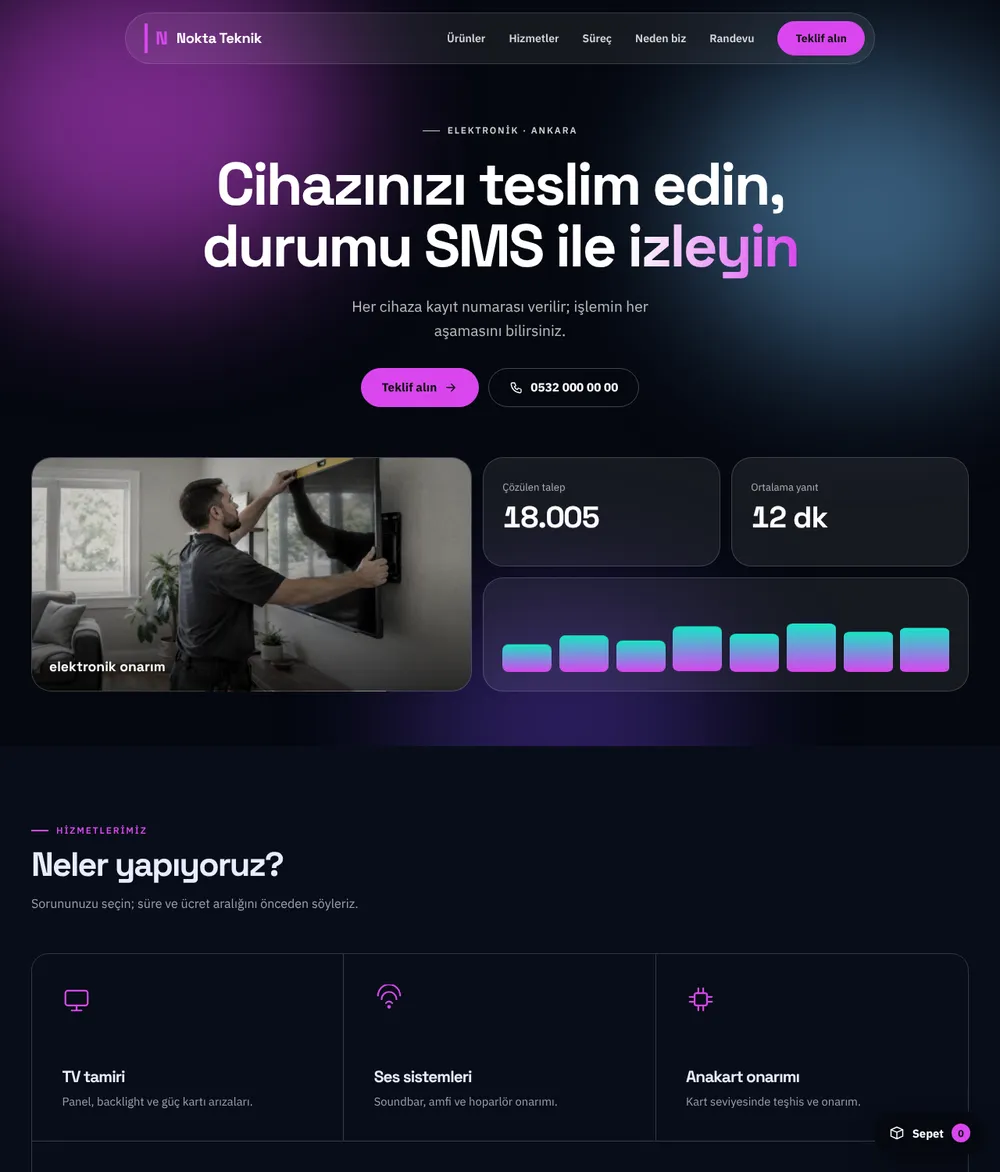 N Nokta Teknik
Ürünler Hizmetler Süreç Neden biz Randevu Teklif alın
ELEKTRONİK · ANKARA
Cihazınızı teslim edin,
durumu SMS ile izleyin
Her cihaza kayıt numarası verilir; işlemin her
aşamasını bilirsiniz.
Teklif alın → 0532 000 00 00
Çözülen talep
18.005
Ortalama yanıt
12 dk
elektronik onarım
HİZMETLERİMİZ
Neler yapıyoruz?
Sorununuzu seçin; süre ve ücret aralığını önceden söyleriz.
TV tamiri
Panel, backlight ve güç kartı arızaları.
Ses sistemleri
Soundbar, amfi ve hoparlör onarımı.
Anakart onarımı
Kart seviyesinde teşhis ve onarım.
Sepet 0